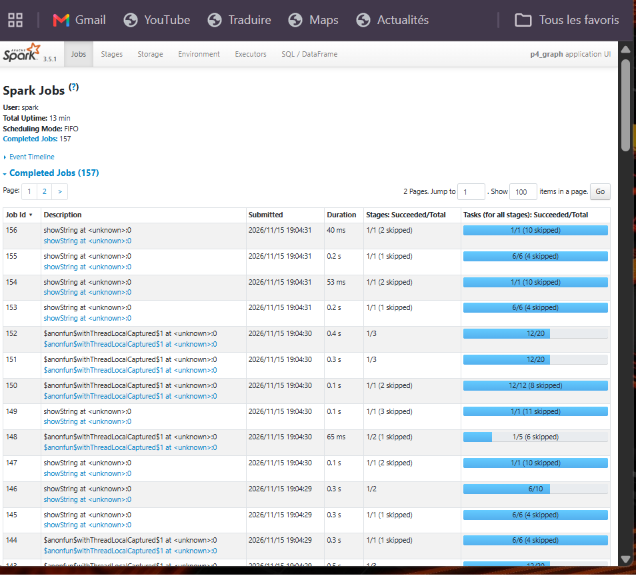 Gmail YouTube Traduire Maps Actualités Tous les favoris
APACHE Spark 3.5.1 Jobs Stages Storage Environment Executors SQL / DataFrame p4_graph application UI
Spark Jobs (?)
User: spark
Total Uptime: 13 min
Scheduling Mode: FIFO
Completed Jobs: 157
Event Timeline
Completed Jobs (157)
Page: 1 2 > 2 Pages. Jump to 1 . Show 100 items in a page. Go
Job Id ▾ Description Submitted Duration Stages: Succeeded/Total Tasks (for all stages): Succeeded/Total
156 showString at <unknown>:0 2026/11/15 19:04:31 40 ms 1/1 (2 skipped) 1/1 (10 skipped)
showString at <unknown>:0
155 showString at <unknown>:0 2026/11/15 19:04:31 0.2 s 1/1 (1 skipped) 6/6 (4 skipped)
showString at <unknown>:0
154 showString at <unknown>:0 2026/11/15 19:04:31 53 ms 1/1 (2 skipped) 1/1 (10 skipped)
showString at <unknown>:0
153 showString at <unknown>:0 2026/11/15 19:04:31 0.2 s 1/1 (1 skipped) 6/6 (4 skipped)
showString at <unknown>:0
152 $anonfun$withThreadLocalCaptured$1 at <unknown>:0 2026/11/15 19:04:30 0.4 s 1/3 12/20
$anonfun$withThreadLocalCaptured$1 at <unknown>:0
151 $anonfun$withThreadLocalCaptured$1 at <unknown>:0 2026/11/15 19:04:30 0.3 s 1/3 12/20
$anonfun$withThreadLocalCaptured$1 at <unknown>:0
150 $anonfun$withThreadLocalCaptured$1 at <unknown>:0 2026/11/15 19:04:30 0.1 s 1/1 (2 skipped) 12/12 (8 skipped)
$anonfun$withThreadLocalCaptured$1 at <unknown>:0
149 showString at <unknown>:0 2026/11/15 19:04:30 0.1 s 1/1 (3 skipped) 1/1 (11 skipped)
showString at <unknown>:0
148 $anonfun$withThreadLocalCaptured$1 at <unknown>:0 2026/11/15 19:04:30 65 ms 1/2 (1 skipped) 1/5 (6 skipped)
$anonfun$withThreadLocalCaptured$1 at <unknown>:0
147 showString at <unknown>:0 2026/11/15 19:04:30 0.1 s 1/1 (2 skipped) 1/1 (10 skipped)
showString at <unknown>:0
146 showString at <unknown>:0 2026/11/15 19:04:29 0.3 s 1/2 6/10
showString at <unknown>:0
145 showString at <unknown>:0 2026/11/15 19:04:29 0.3 s 1/1 (1 skipped) 6/6 (4 skipped)
showString at <unknown>:0
144 $anonfun$withThreadLocalCaptured$1 at <unknown>:0 2026/11/15 19:04:29 0.3 s 1/1 (1 skipped) 6/6 (4 skipped)
$anonfun$withThreadLocalCaptured$1 at <unknown>:0